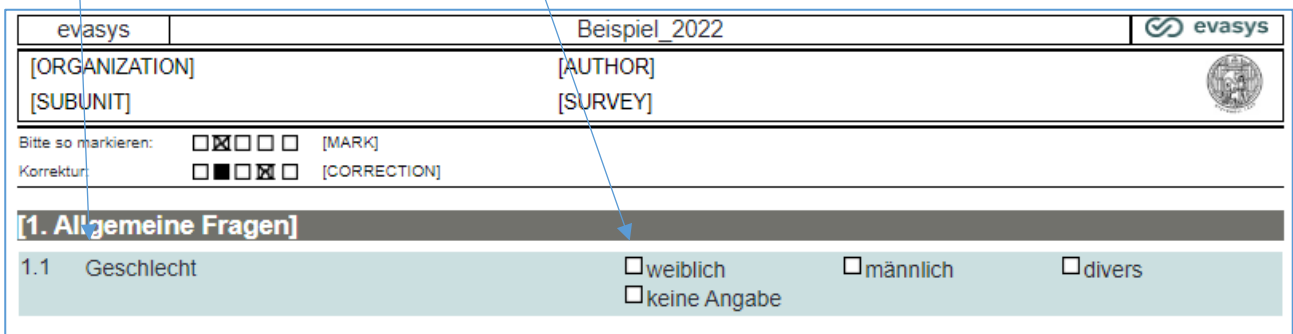 evasys Beispiel_2022 evasys
[ORGANIZATION] [AUTHOR]
[SUBUNIT] [SURVEY]
Bitte so markieren: [MARK]
Korrektur: [CORRECTION]
[1. Allgemeine Fragen]
1.1 Geschlecht weiblich männlich divers
keine Angabe